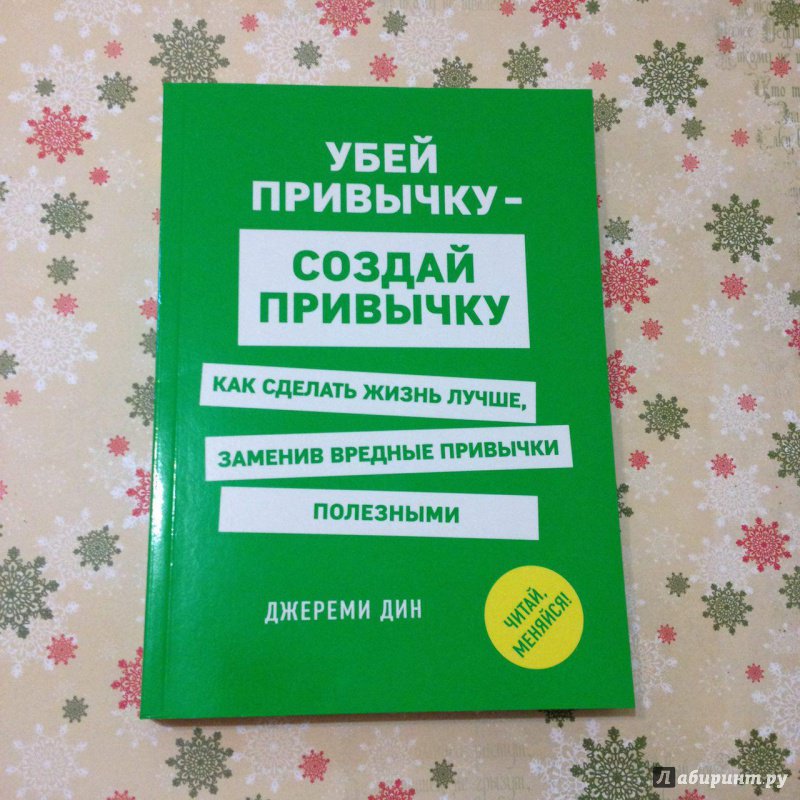 УБЕЙ
ПРИВЫЧКУ –
СОЗДАЙ
ПРИВЫЧКУ
КАК СДЕЛАТЬ ЖИЗНЬ ЛУЧШЕ,
ЗАМЕНИВ ВРЕДНЫЕ ПРИВЫЧКИ
ПОЛЕЗНЫМИ
ДЖЕРЕМИ ДИН
ЧИТАЙ,
МЕНЯЙСЯ!
Лабиринт.ру